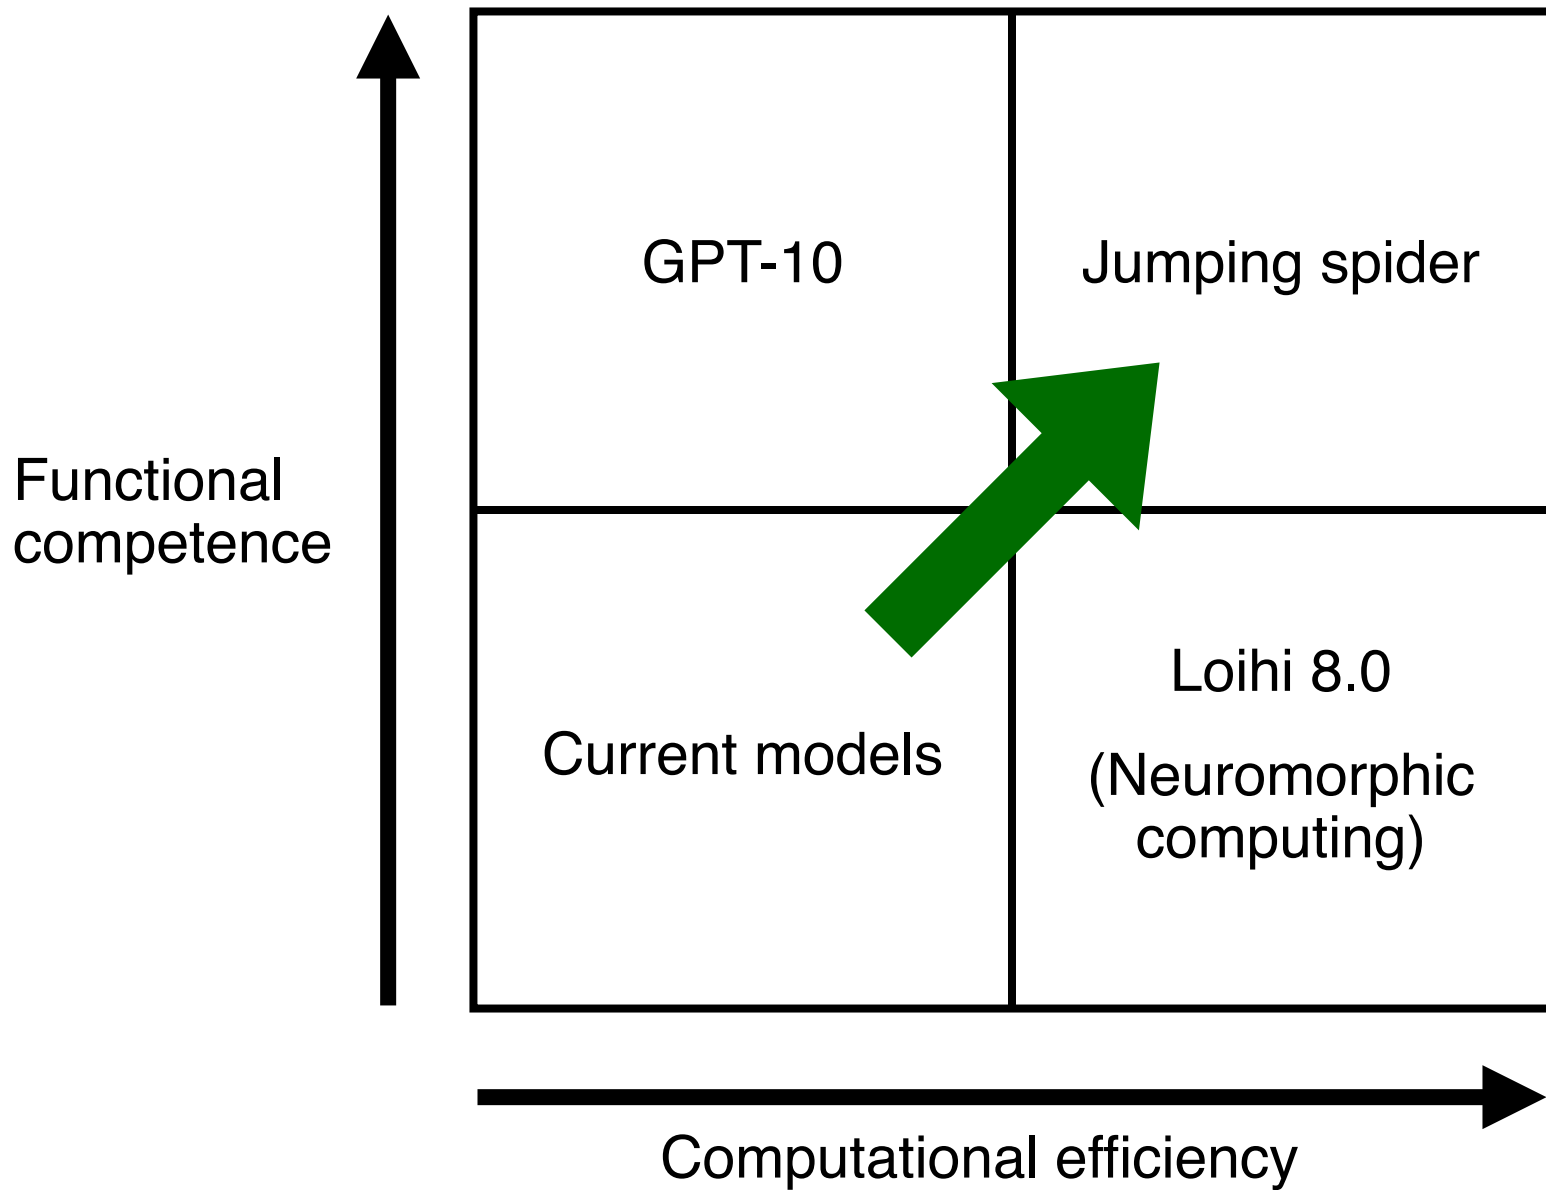 GPT-10
Jumping spider
Functional
competence
Current models
Loihi 8.0
(Neuromorphic
computing)
Computational efficiency